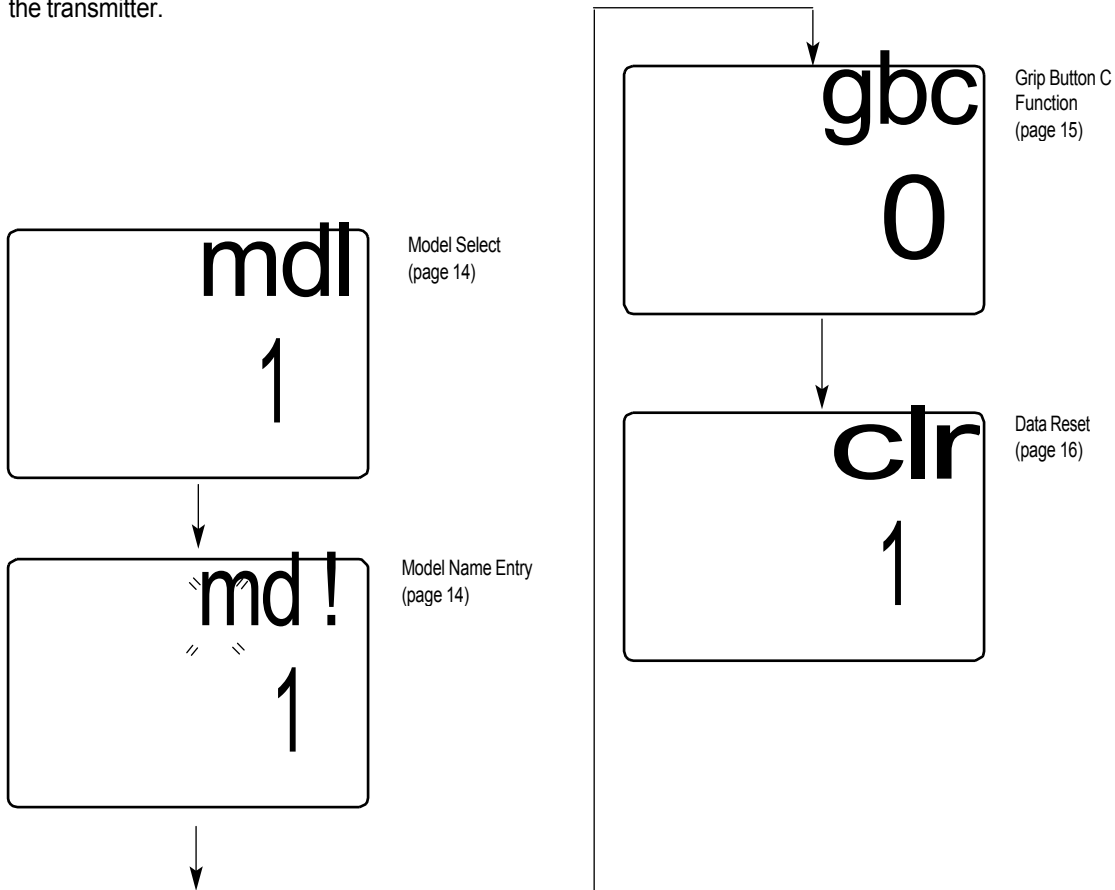 the transmitter.
mdl
1
Model Select
(page 14)
md !
1
Model Name Entry
(page 14)
gbc
0
Grip Button C
Function
(page 15)
clr
1
Data Reset
(page 16)